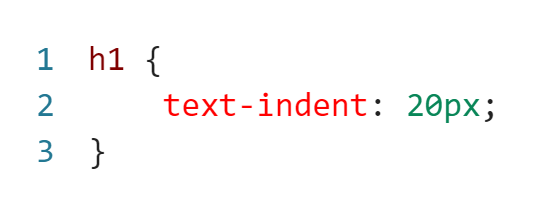 1 h1 {
2     text-indent: 20px;
3 }